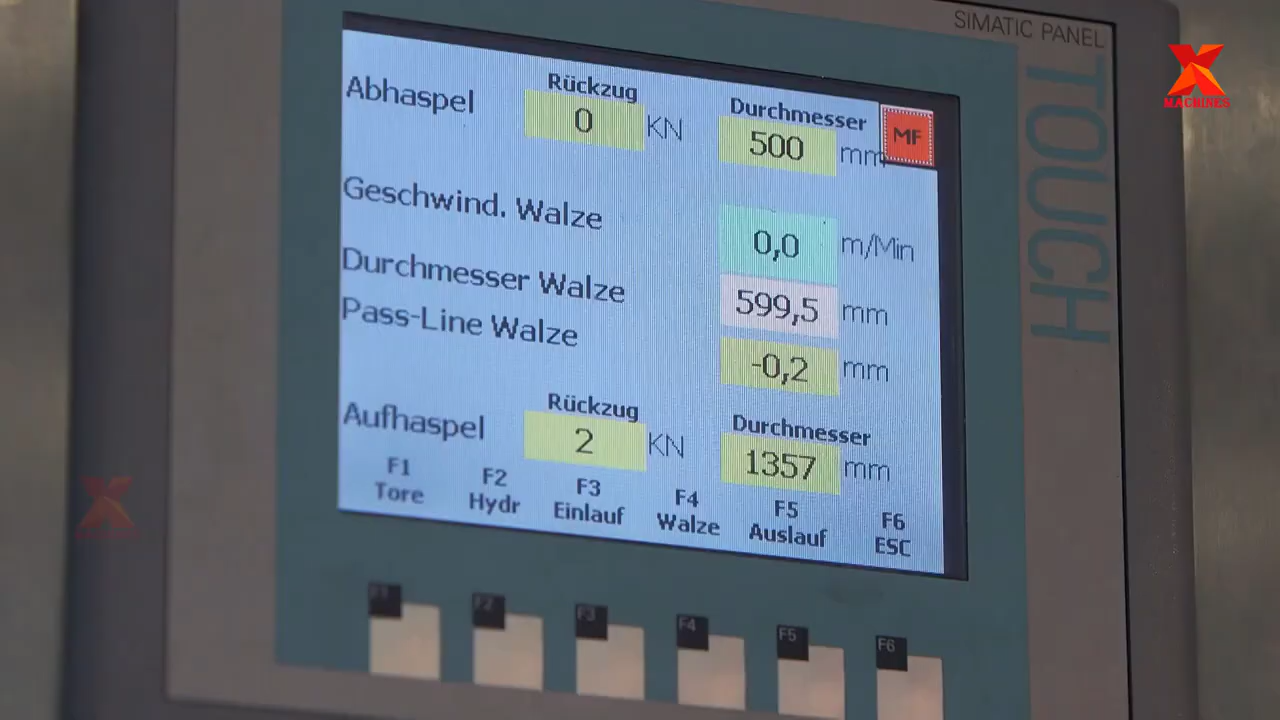 SIMATIC PANEL
TOUCH
MACHINES
Rückzug
Durchmesser
MF
Abhaspel 0 KN 500 mm
Geschwind. Walze 0,0 m/Min
Durchmesser Walze 599,5 mm
Pass-Line Walze -0,2 mm
Rückzug
Durchmesser
Aufhaspel 2 KN 1357 mm
F1 F2 F3 F4 F5 F6
Tore Hydr Einlauf Walze Auslauf ESC
F1 F2 F3 F4 F5 F6